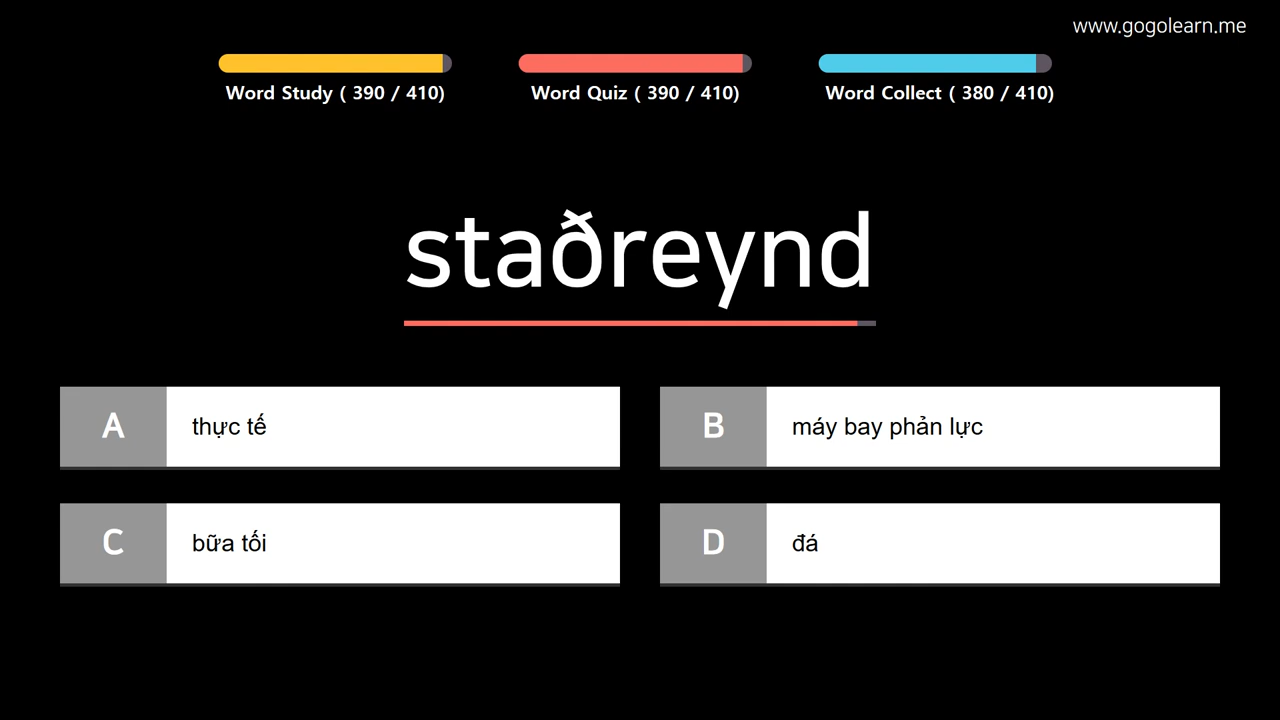 www.gogolearn.me
Word Study ( 390 / 410)
Word Quiz ( 390 / 410)
Word Collect ( 380 / 410)
staðreynd
A thực tế
B máy bay phản lực
C bữa tối
D đá